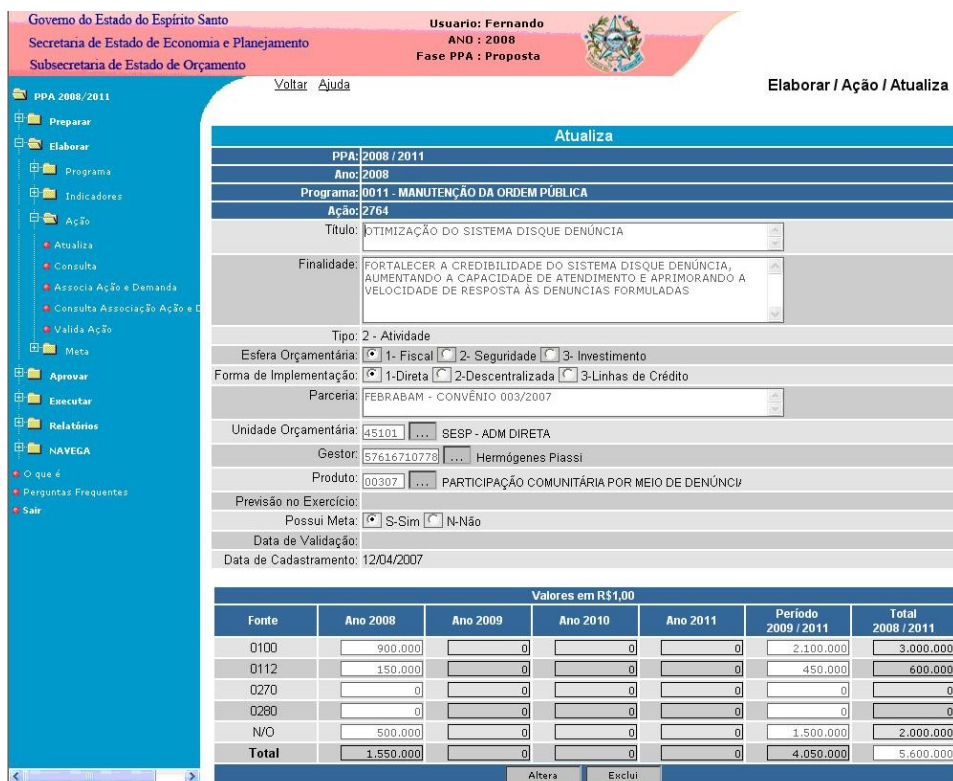 Governo do Estado do Espírito Santo
Secretaria de Estado de Economia e Planejamento
Subsecretaria de Estado de Orçamento
Usuario: Fernando
ANO : 2008
Fase PPA : Proposta
Voltar Ajuda
Elaborar / Ação / Atualiza
PPA 2008/2011
Preparar
Elaborar
Programa
Indicadores
Ação
Atualiza
Consulta
Associa Ação e Demanda
Consulta Associação Ação e D
Valida Ação
Meta
Aprovar
Executar
Relatórios
NAVEGA
O que é
Perguntas Frequentes
Sair
Atualiza
PPA: 2008 / 2011
Ano: 2008
Programa: 0011 - MANUTENÇÃO DA ORDEM PÚBLICA
Ação: 2764
Título: OTIMIZAÇÃO DO SISTEMA DISQUE DENÚNCIA
Finalidade: FORTALECER A CREDIBILIDADE DO SISTEMA DISQUE DENÚNCIA,
AUMENTANDO A CAPACIDADE DE ATENDIMENTO E APRIMORANDO A
VELOCIDADE DE RESPOSTA ÀS DENUNCIAS FORMULADAS
Tipo: 2 - Atividade
Esfera Orçamentária: 1- Fiscal 2- Seguridade 3- Investimento
Forma de Implementação: 1-Direta 2-Descentralizada 3-Linhas de Crédito
Parceria: FEBRABAM - CONVÊNIO 003/2007
Unidade Orçamentária: 45101 ... SESP - ADM DIRETA
Gestor: 57616710778 ... Hermógenes Piassi
Produto: 00307 ... PARTICIPAÇÃO COMUNITÁRIA POR MEIO DE DENÚNCI
Previsão no Exercício:
Possui Meta: S-Sim N-Não
Data de Validação:
Data de Cadastramento: 12/04/2007
Valores em R$1,00
Fonte Ano 2008 Ano 2009 Ano 2010 Ano 2011 Período 2009 / 2011 Total 2008 / 2011
0100 900.000 0 0 0 2.100.000 3.000.000
0112 150.000 0 0 0 450.000 600.000
0270 0 0 0 0 0 0
0280 0 0 0 0 0 0
N/O 500.000 0 0 0 1.500.000 2.000.000
Total 1.550.000 0 0 0 4.050.000 5.600.000
Altera Exclui